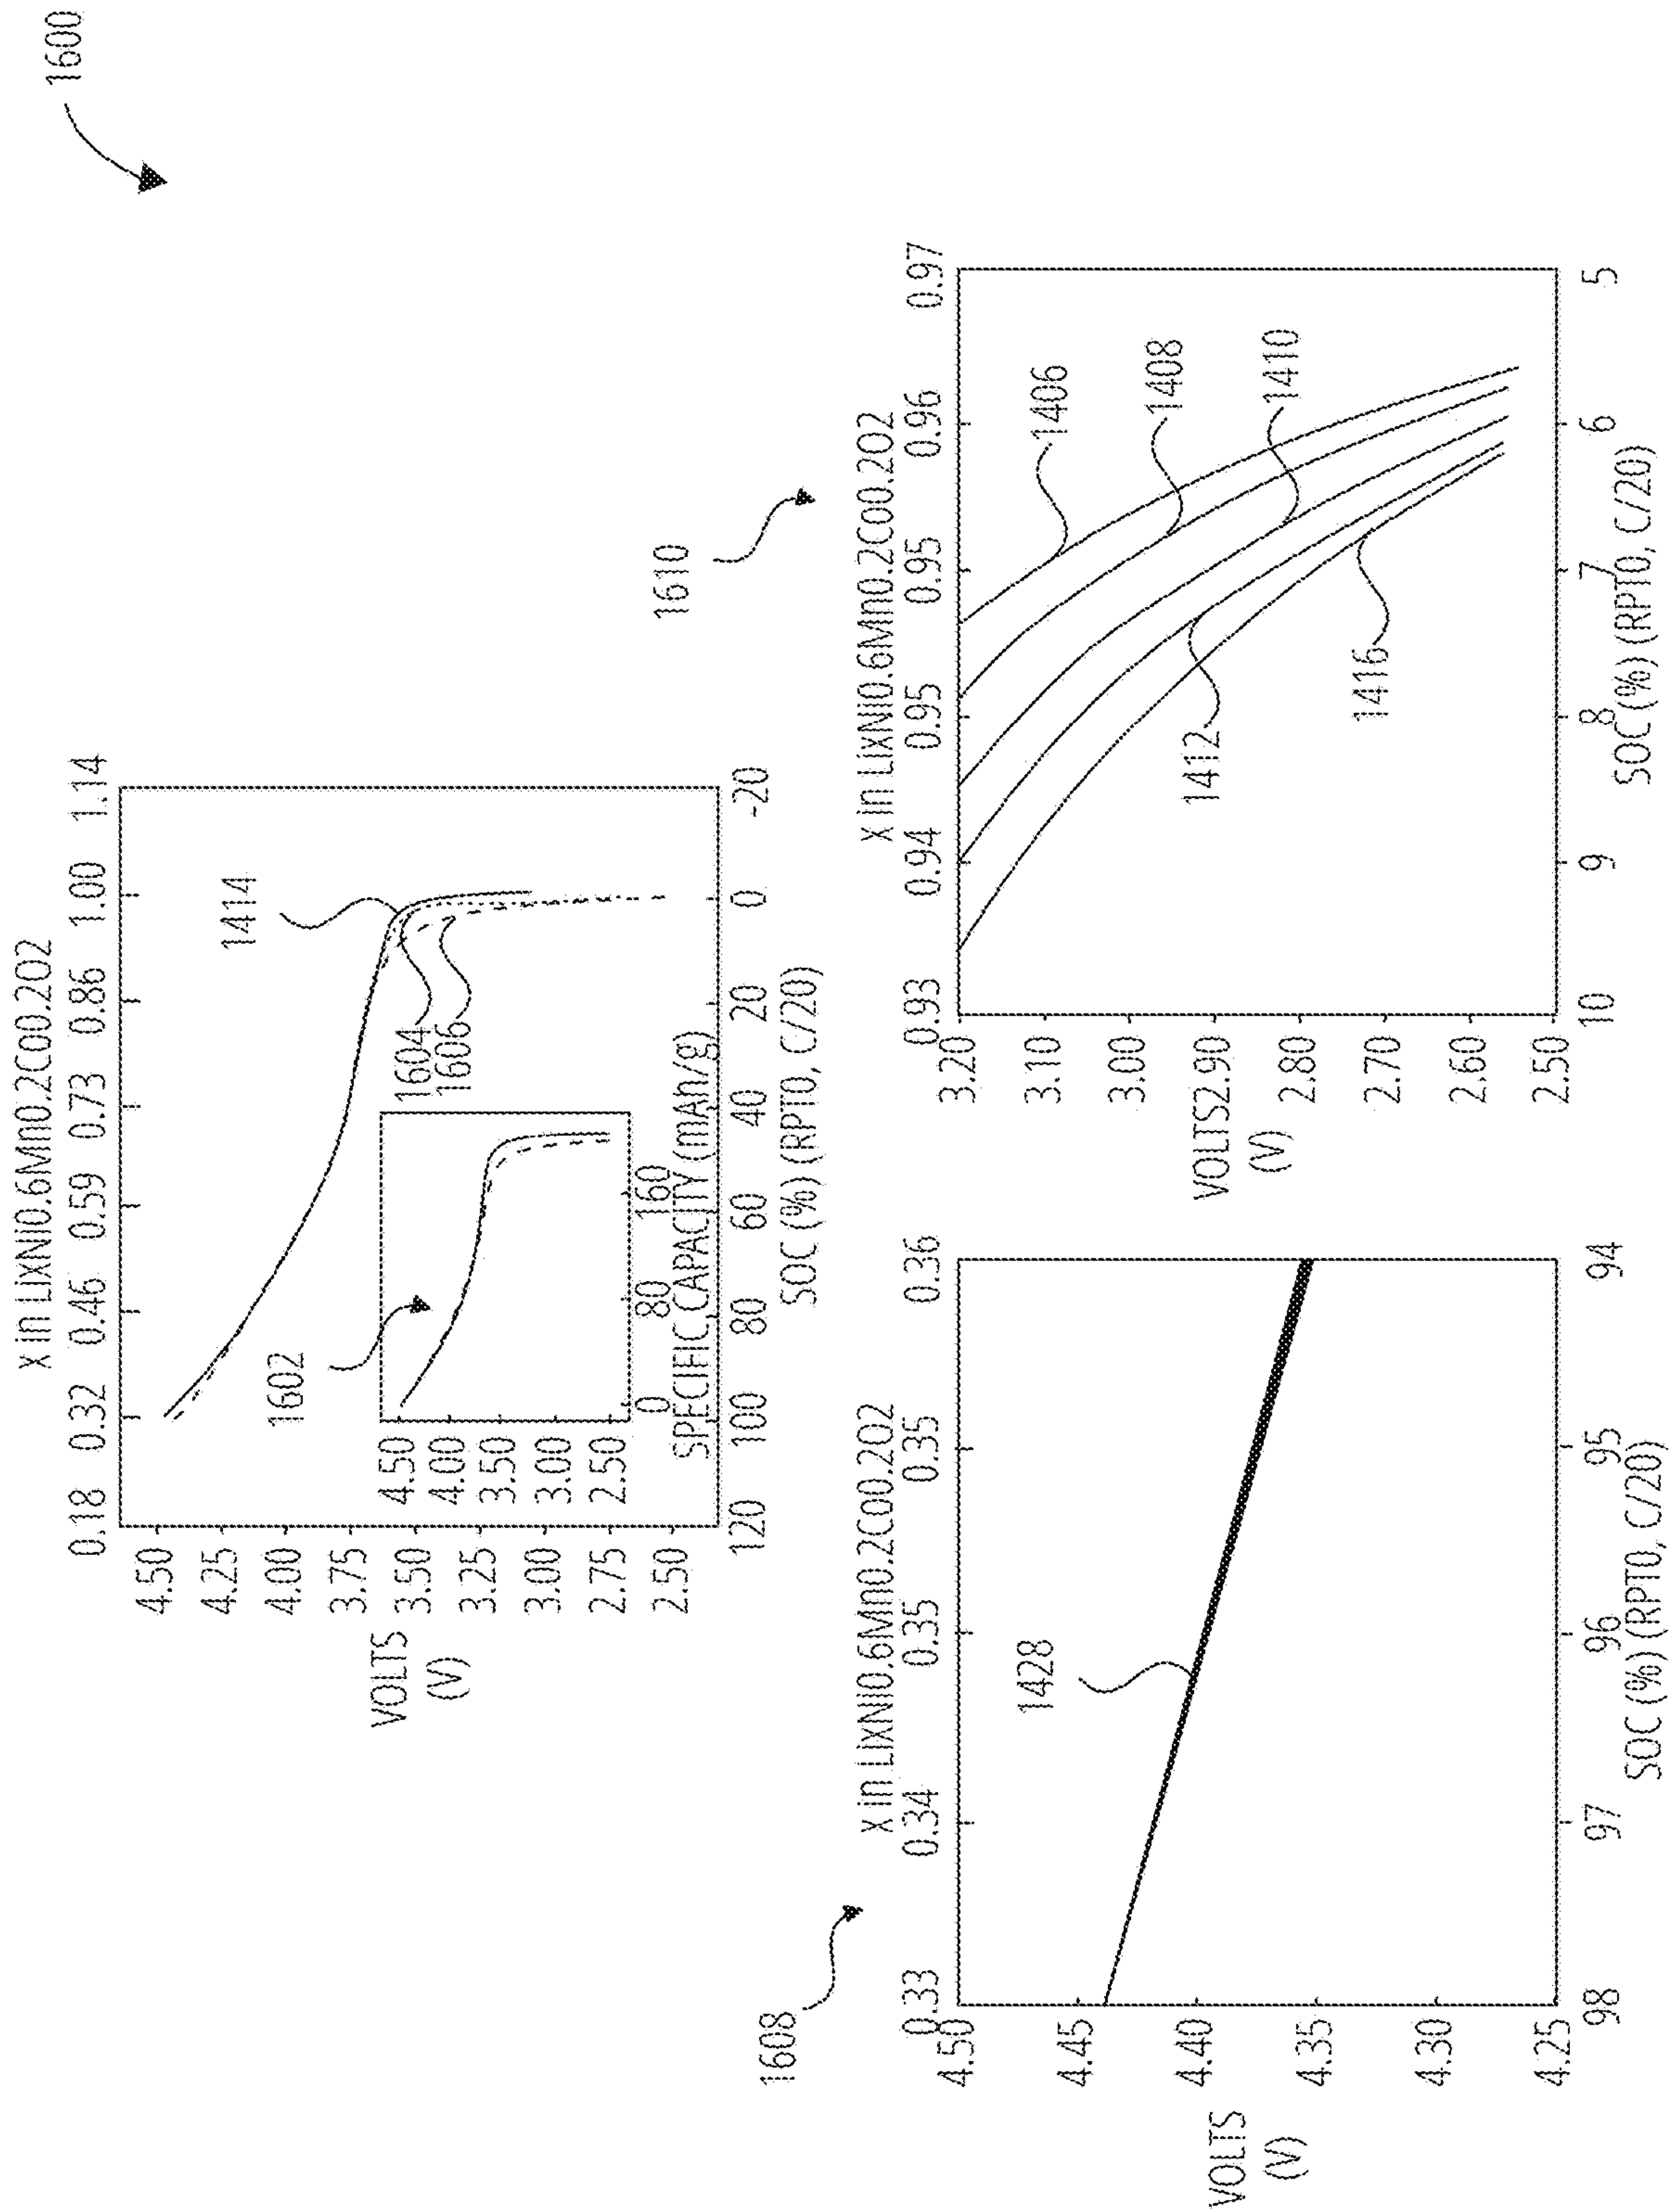 1600
X in LixNi0.6Mn0.2Co0.2O2
0.18 0.32 0.46 0.59 0.73 0.86 1.00 1.14
VOLTS
(V)
4.50
4.25
4.00
3.75
3.50
3.25
3.00
2.75
2.50
1414
1602
1604
1606
4.50
4.00
3.50
3.00
2.50
0 80 160
SPECIFIC CAPACITY (mAh/g)
120 100 80 60 40 20 0 -20
SOC (%) (RPT0, C/20)
1608
X in LixNi0.6Mn0.2Co0.2O2
0.33 0.34 0.35 0.35 0.36
VOLTS
(V)
4.50
4.45
4.40
4.35
4.30
4.25
1428
98 97 96 95 94
SOC (%) (RPT0, C/20)
1610
X in LixNi0.6Mn0.2Co0.2O2
0.93 0.94 0.95 0.95 0.96 0.97
VOLTS
(V)
3.20
3.10
3.00
2.90
2.80
2.70
2.60
2.50
1406
1408
1410
1412
1416
10 9 8 7 6 5
SOC (%) (RPT0, C/20)